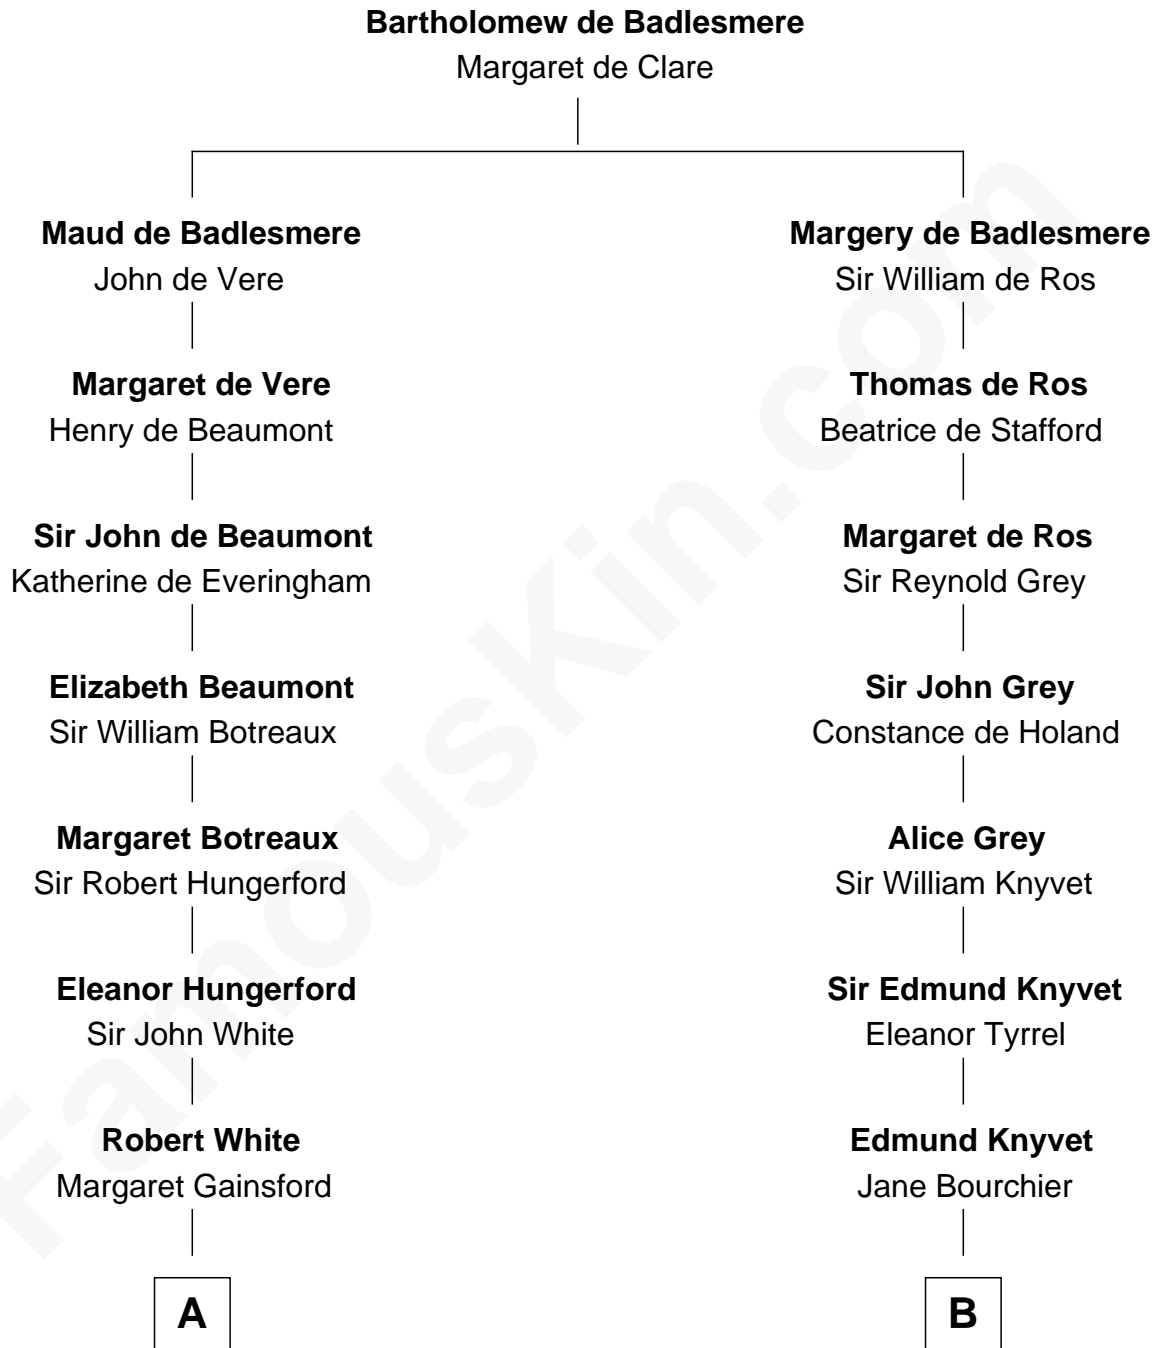 Bartholomew de Badlesmere
Margaret de Clare
Maud de Badlesmere
John de Vere
Margery de Badlesmere
Sir William de Ros
Margaret de Vere
Henry de Beaumont
Thomas de Ros
Beatrice de Stafford
Sir John de Beaumont
Katherine de Everingham
Margaret de Ros
Sir Reynold Grey
Elizabeth Beaumont
Sir William Botreaux
Sir John Grey
Constance de Holand
Margaret Botreaux
Sir Robert Hungerford
Alice Grey
Sir William Knyvet
Eleanor Hungerford
Sir John White
Sir Edmund Knyvet
Eleanor Tyrrel
Robert White
Margaret Gainsford
Edmund Knyvet
Jane Bourchier
A
B
FamousKin.com